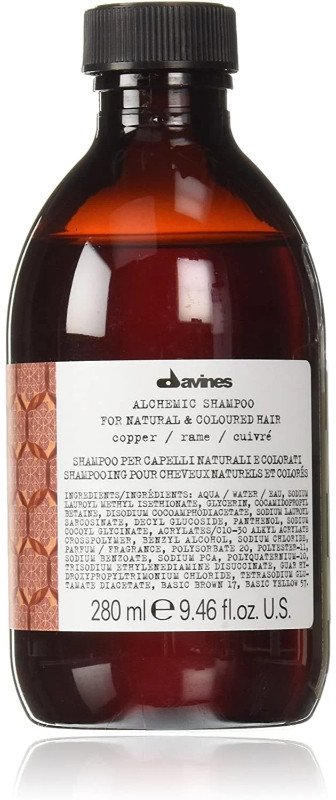 davines
ALCHEMIC SHAMPOO
FOR NATURAL & COLOURED HAIR
copper / rame / cuivré
SHAMPOO PER CAPELLI NATURALI E COLORATI
SHAMPOOING POUR CHEVEUX NATURELS ET COLORÉS
INGREDIENTS/INGRÉDIENTS: AQUA / WATER / EAU, SODIUM
LAUROYL METHYL ISETHIONATE, GLYCERIN, COCAMIDOPROPYL
BETAINE, DISODIUM COCOAMPHODIACETATE, SODIUM LAUROYL
SARCOSINATE, DECYL GLUCOSIDE, PANTHENOL, SODIUM
COCOYL GLYCINATE, ACRYLATES/C10-30 ALKYL ACRYLATE
CROSSPOLYMER, BENZYL ALCOHOL, SODIUM CHLORIDE,
PARFUM / FRAGRANCE, POLYSORBATE 20, POLYESTER-11,
SODIUM BENZOATE, SODIUM PCA, POLYQUATERNIUM-10,
TRISODIUM ETHYLENEDIAMINE DISUCCINATE, GUAR HY-
DROXYPROPYLTRIMONIUM CHLORIDE, TETRASODIUM GLU-
TAMATE DIACETATE, BASIC BROWN 17, BASIC YELLOW 57.
280 ml e 9.46 fl.oz. U.S.